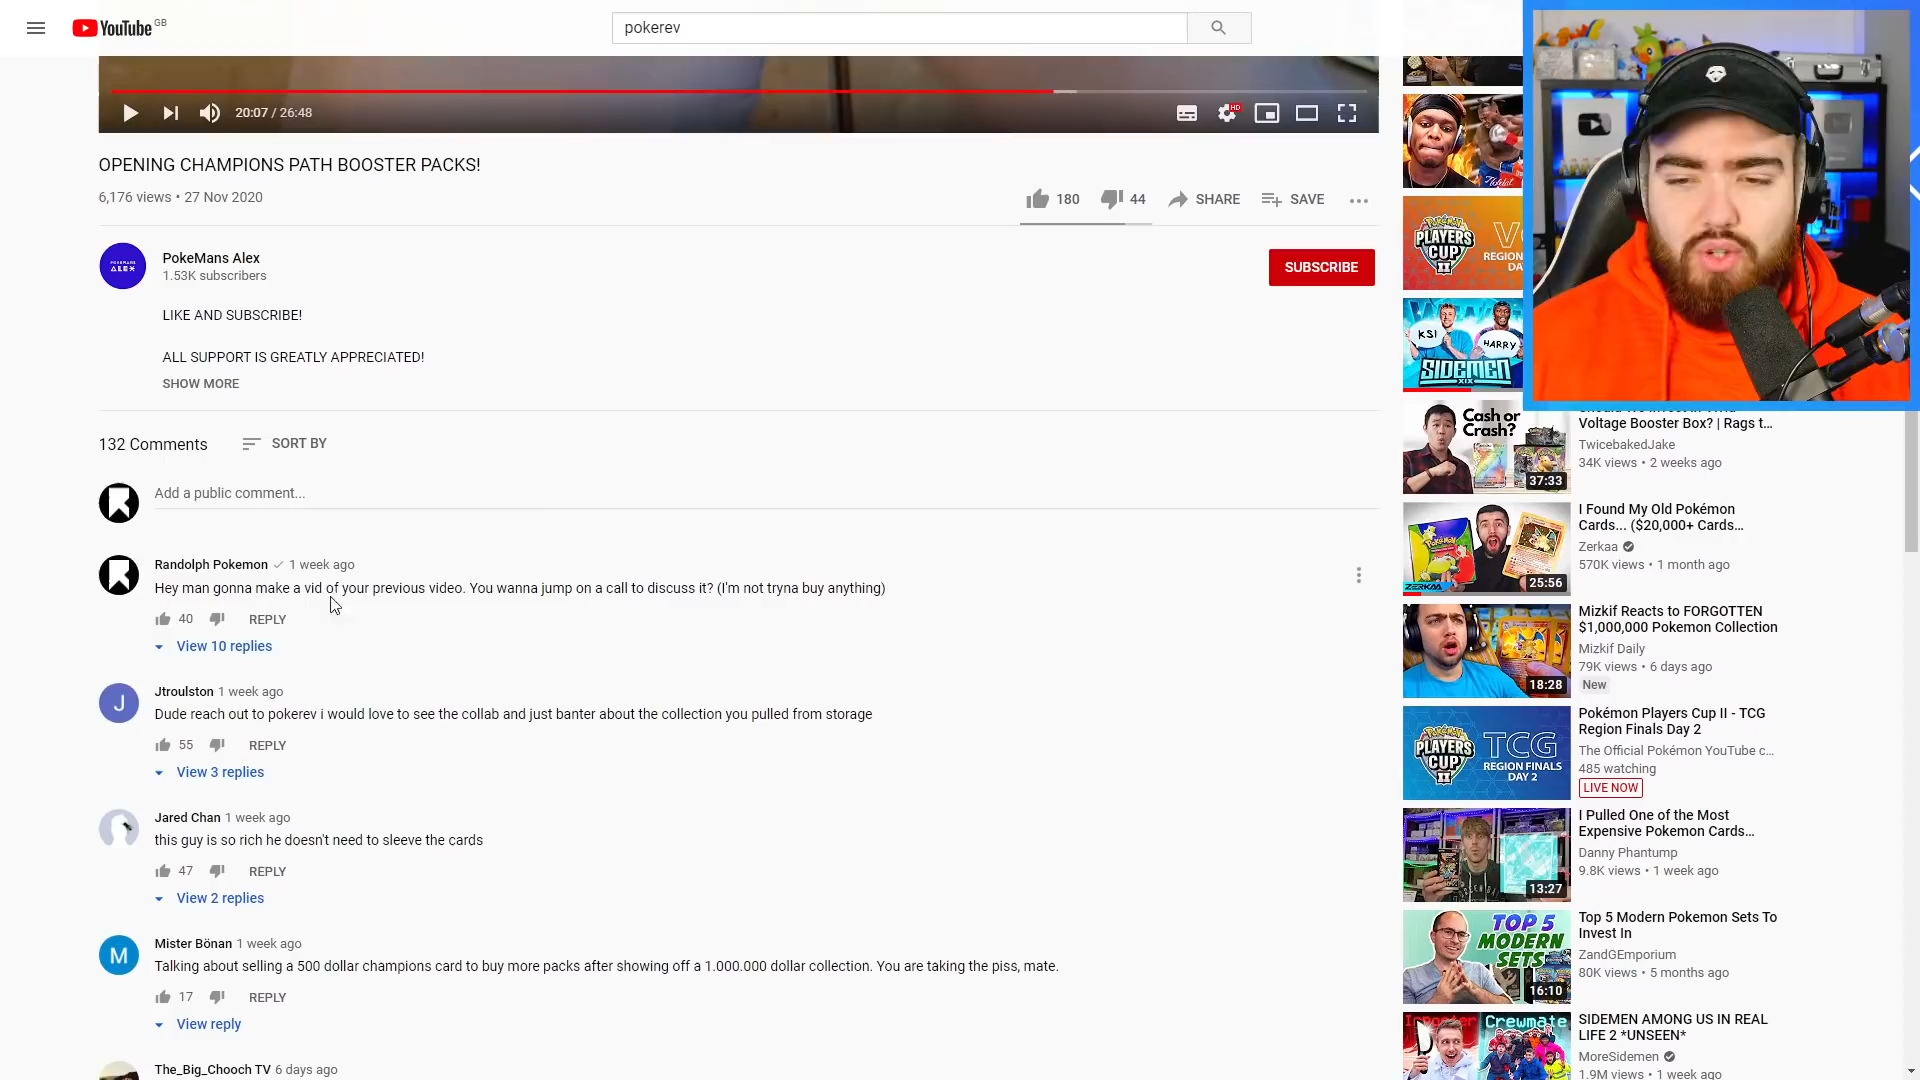 YouTube GB
pokerev
20:07 / 26:48
HD
OPENING CHAMPIONS PATH BOOSTER PACKS!
6,176 views • 27 Nov 2020
180
44
SHARE
SAVE
POKEMANS
ALEX
PokeMans Alex
1.53K subscribers
SUBSCRIBE
LIKE AND SUBSCRIBE!
ALL SUPPORT IS GREATLY APPRECIATED!
SHOW MORE
132 Comments
SORT BY
Add a public comment...
Randolph Pokemon 1 week ago
Hey man gonna make a vid of your previous video. You wanna jump on a call to discuss it? (I'm not tryna buy anything)
40
REPLY
View 10 replies
J
Jtroulston 1 week ago
Dude reach out to pokerev i would love to see the collab and just banter about the collection you pulled from storage
55
REPLY
View 3 replies
Jared Chan 1 week ago
this guy is so rich he doesn't need to sleeve the cards
47
REPLY
View 2 replies
M
Mister Bönan 1 week ago
Talking about selling a 500 dollar champions card to buy more packs after showing off a 1.000.000 dollar collection. You are taking the piss, mate.
17
REPLY
View reply
The_Big_Chooch TV 6 days ago
Pokémon
PLAYERS
CUP
II
REGION
DA
KSI
HARRY
SIDEMEN
XIX
Cash or
Crash?
37:33
Voltage Booster Box? | Rags t...
TwicebakedJake
34K views • 2 weeks ago
ZERKAA
25:56
I Found My Old Pokémon
Cards... ($20,000+ Cards...
Zerkaa
570K views • 1 month ago
18:28
Mizkif Reacts to FORGOTTEN
$1,000,000 Pokemon Collection
Mizkif Daily
79K views • 6 days ago
New
Pokémon
PLAYERS
CUP
II
TCG
REGION FINALS
DAY 2
Pokémon Players Cup II - TCG
Region Finals Day 2
The Official Pokémon YouTube c...
485 watching
LIVE NOW
13:27
I Pulled One of the Most
Expensive Pokemon Cards...
Danny Phantump
9.8K views • 1 week ago
TOP 5
MODERN
SETS
16:10
Top 5 Modern Pokemon Sets To
Invest In
ZandGEmporium
80K views • 5 months ago
Imposter
Crewmate
SIDEMEN AMONG US IN REAL
LIFE 2 *UNSEEN*
MoreSidemen
1.9M views • 1 week ago